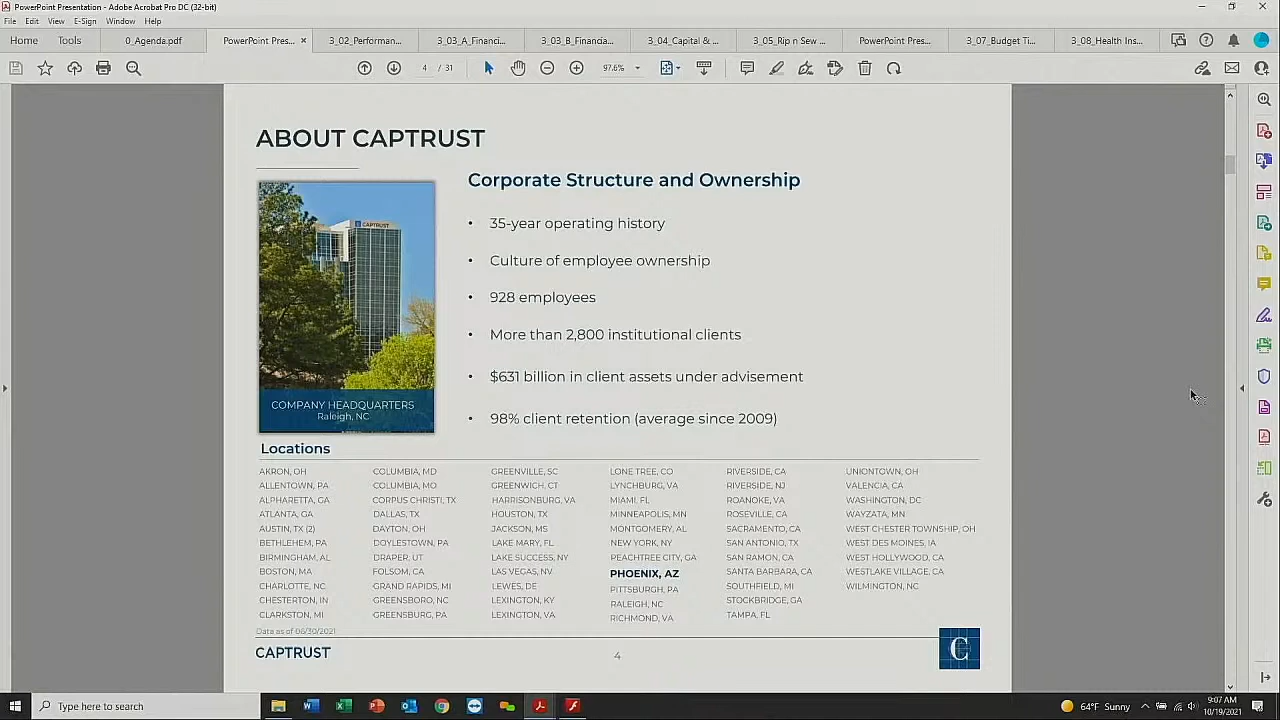 PowerPoint Presentation - Adobe Acrobat Pro DC (32-bit)
File Edit View E-Sign Window Help
Home Tools 0_Agenda.pdf PowerPoint Pres... × 3_02_Performan... 3_03_A_Financi... 3_03_B_Financia... 3_04_Capital & ... 3_05_Rip n Sew ... PowerPoint Pres... 3_07_Budget Ti... 3_08_Health Ins...
4 / 31 97.6%
ABOUT CAPTRUST
CAPTRUST
COMPANY HEADQUARTERS
Raleigh, NC
Corporate Structure and Ownership
• 35-year operating history
• Culture of employee ownership
• 928 employees
• More than 2,800 institutional clients
• $631 billion in client assets under advisement
• 98% client retention (average since 2009)
Locations
AKRON, OH
ALLENTOWN, PA
ALPHARETTA, GA
ATLANTA, GA
AUSTIN, TX (2)
BETHLEHEM, PA
BIRMINGHAM, AL
BOSTON, MA
CHARLOTTE, NC
CHESTERTON, IN
CLARKSTON, MI
COLUMBIA, MD
COLUMBIA, MO
CORPUS CHRISTI, TX
DALLAS, TX
DAYTON, OH
DOYLESTOWN, PA
DRAPER, UT
FOLSOM, CA
GRAND RAPIDS, MI
GREENSBORO, NC
GREENSBURG, PA
GREENVILLE, SC
GREENWICH, CT
HARRISONBURG, VA
HOUSTON, TX
JACKSON, MS
LAKE MARY, FL
LAKE SUCCESS, NY
LAS VEGAS, NV
LEWES, DE
LEXINGTON, KY
LEXINGTON, VA
LONE TREE, CO
LYNCHBURG, VA
MIAMI, FL
MINNEAPOLIS, MN
MONTGOMERY, AL
NEW YORK, NY
PEACHTREE CITY, GA
PHOENIX, AZ
PITTSBURGH, PA
RALEIGH, NC
RICHMOND, VA
RIVERSIDE, CA
RIVERSIDE, NJ
ROANOKE, VA
ROSEVILLE, CA
SACRAMENTO, CA
SAN ANTONIO, TX
SAN RAMON, CA
SANTA BARBARA, CA
SOUTHFIELD, MI
STOCKBRIDGE, GA
TAMPA, FL
UNIONTOWN, OH
VALENCIA, CA
WASHINGTON, DC
WAYZATA, MN
WEST CHESTER TOWNSHIP, OH
WEST DES MOINES, IA
WEST HOLLYWOOD, CA
WESTLAKE VILLAGE, CA
WILMINGTON, NC
Data as of 06/30/2021
CAPTRUST 4 C
Type here to search 64°F Sunny 9:07 AM
10/19/2021